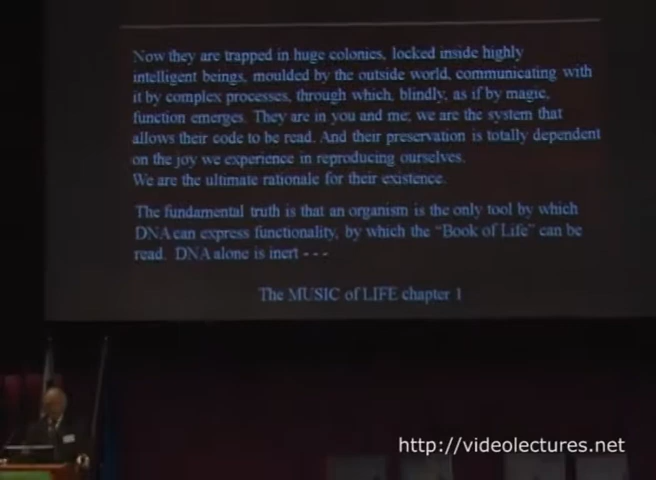 Now they are trapped in huge colonies, locked inside highly
intelligent beings, moulded by the outside world, communicating with
it by complex processes, through which, blindly, as if by magic,
function emerges. They are in you and me; we are the system that
allows their code to be read. And their preservation is totally dependent
on the joy we experience in reproducing ourselves.
We are the ultimate rationale for their existence.
The fundamental truth is that an organism is the only tool by which
DNA can express functionality, by which the "Book of Life" can be
read. DNA alone is inert - - -
The MUSIC of LIFE chapter 1
http://videolectures.net